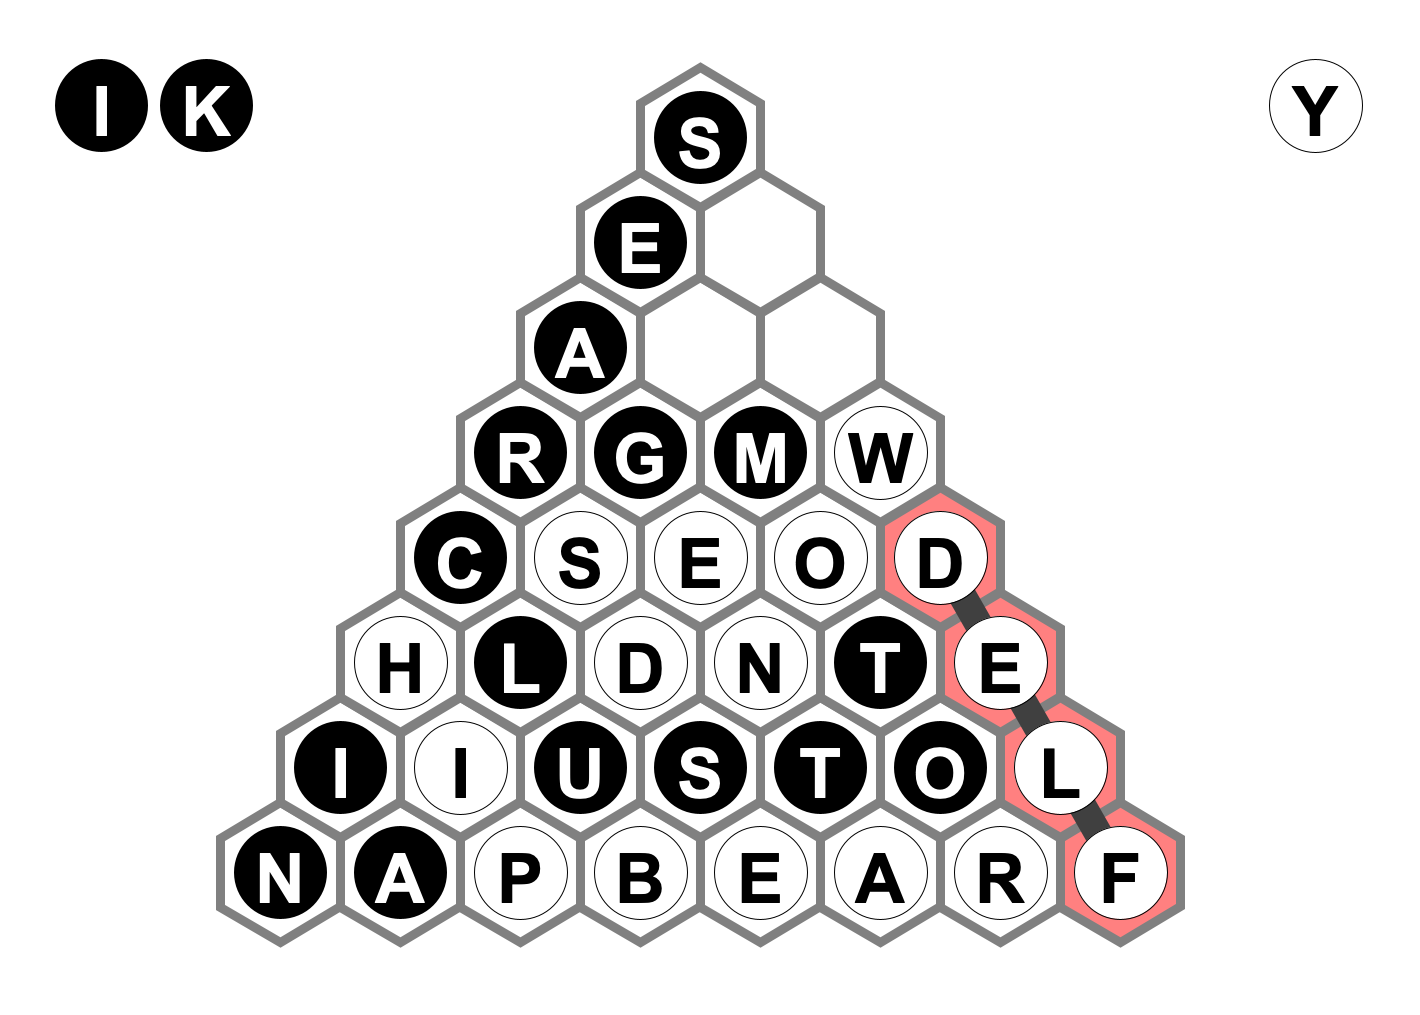 I K Y
S
E
A
R G M W
C S E O D
H L D N T E
I I U S T O L
N A P B E A R F